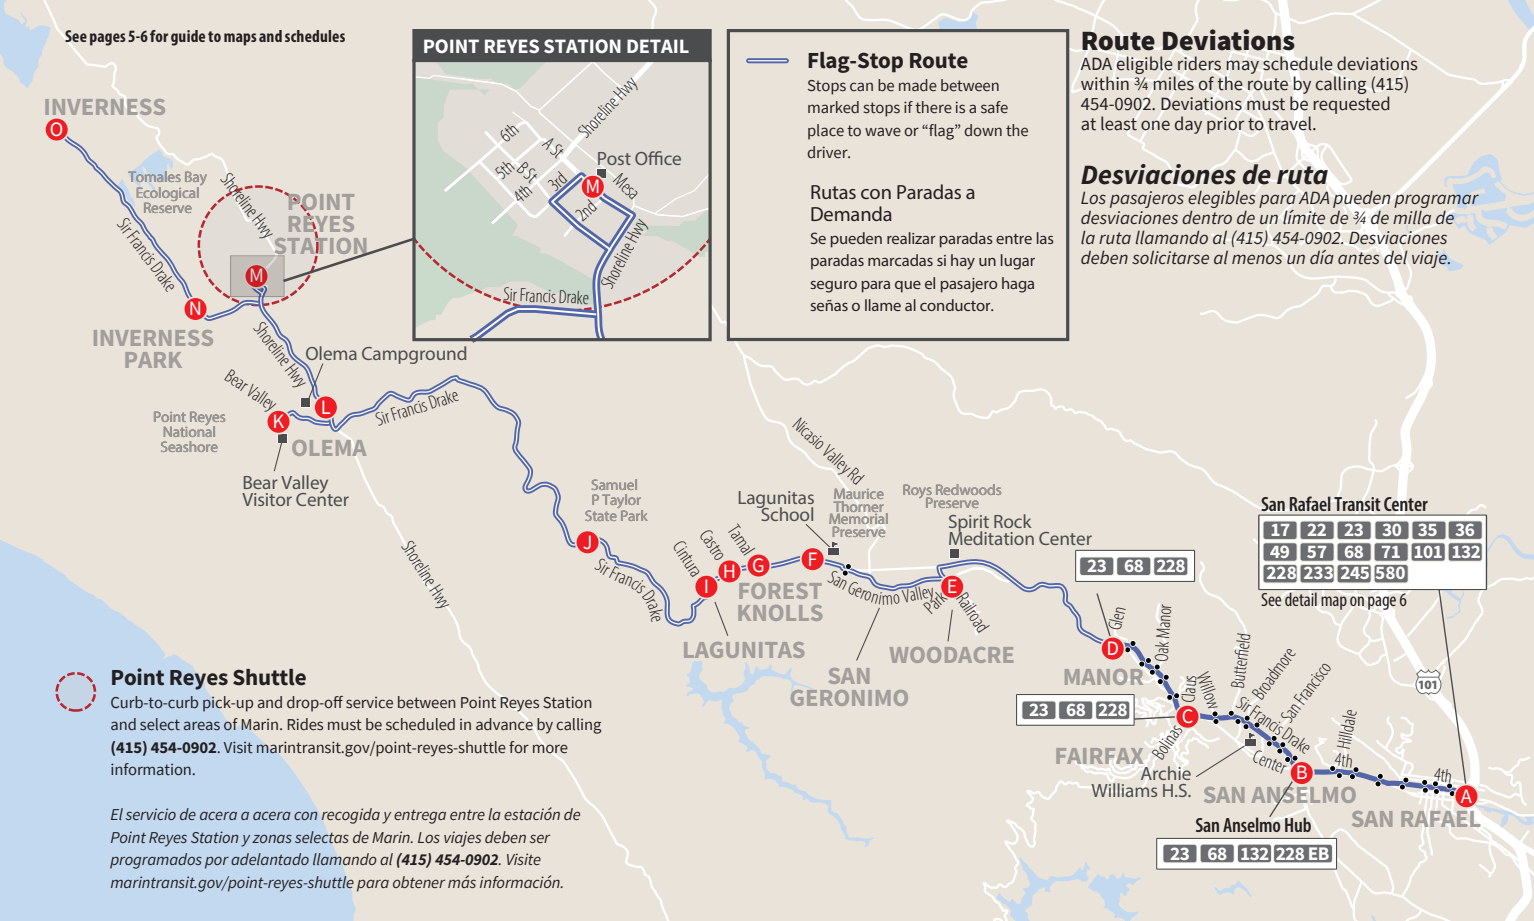 See pages 5-6 for guide to maps and schedules
INVERNESS
O
Tomales Bay
Ecological
Reserve
Shoreline Hwy
POINT
REYES
STATION
Sir Francis Drake
M
N
INVERNESS
PARK
Shoreline Hwy
Olema Campground
Bear Valley
L
K
Point Reyes
National
Seashore
OLEMA
Bear Valley
Visitor Center
Sir Francis Drake
Shoreline Hwy
POINT REYES STATION DETAIL
Shoreline Hwy
6th
A St
5th
B St
4th
3rd
Post Office
M
Mesa
2nd
Shoreline Hwy
Sir Francis Drake
Flag-Stop Route
Stops can be made between
marked stops if there is a safe
place to wave or “flag” down the
driver.
Rutas con Paradas a
Demanda
Se pueden realizar paradas entre las
paradas marcadas si hay un lugar
seguro para que el pasajero haga
señas o llame al conductor.
Route Deviations
ADA eligible riders may schedule deviations
within ¾ miles of the route by calling (415)
454-0902. Deviations must be requested
at least one day prior to travel.
Desviaciones de ruta
Los pasajeros elegibles para ADA pueden programar
desviaciones dentro de un límite de ¾ de milla de
la ruta llamando al (415) 454-0902. Desviaciones
deben solicitarse al menos un día antes del viaje.
Samuel
P Taylor
State Park
J
Sir Francis Drake
Cintura
Castro
Tamal
I
H
G
FOREST
KNOLLS
LAGUNITAS
Nicasio Valley Rd
Lagunitas
School
F
Maurice
Thorner
Memorial
Preserve
Roys Redwoods
Preserve
Spirit Rock
Meditation Center
San Geronimo Valley
Park
E
Railroad
SAN
GERONIMO
WOODACRE
23 68 228
Glen
D
MANOR
Oak Manor
23 68 228
Claus
Willow
C
Bolinas
FAIRFAX
Butterfield
Broadmore
San Francisco
Sir Francis Drake
Archie
Williams H.S.
Center
B
SAN ANSELMO
San Anselmo Hub
23 68 132 228 EB
4th
Hilldale
4th
A
SAN RAFAEL
101
San Rafael Transit Center
17 22 23 30 35 36
49 57 68 71 101 132
228 233 245 580
See detail map on page 6
Point Reyes Shuttle
Curb-to-curb pick-up and drop-off service between Point Reyes Station
and select areas of Marin. Rides must be scheduled in advance by calling
(415) 454-0902. Visit marintransit.gov/point-reyes-shuttle for more
information.
El servicio de acera a acera con recogida y entrega entre la estación de
Point Reyes Station y zonas selectas de Marin. Los viajes deben ser
programados por adelantado llamando al (415) 454-0902. Visite
marintransit.gov/point-reyes-shuttle para obtener más información.